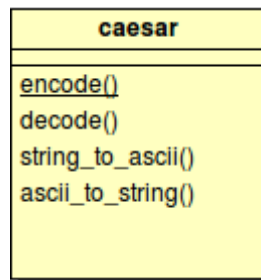 caesar
encode()
decode()
string_to_ascii()
ascii_to_string()